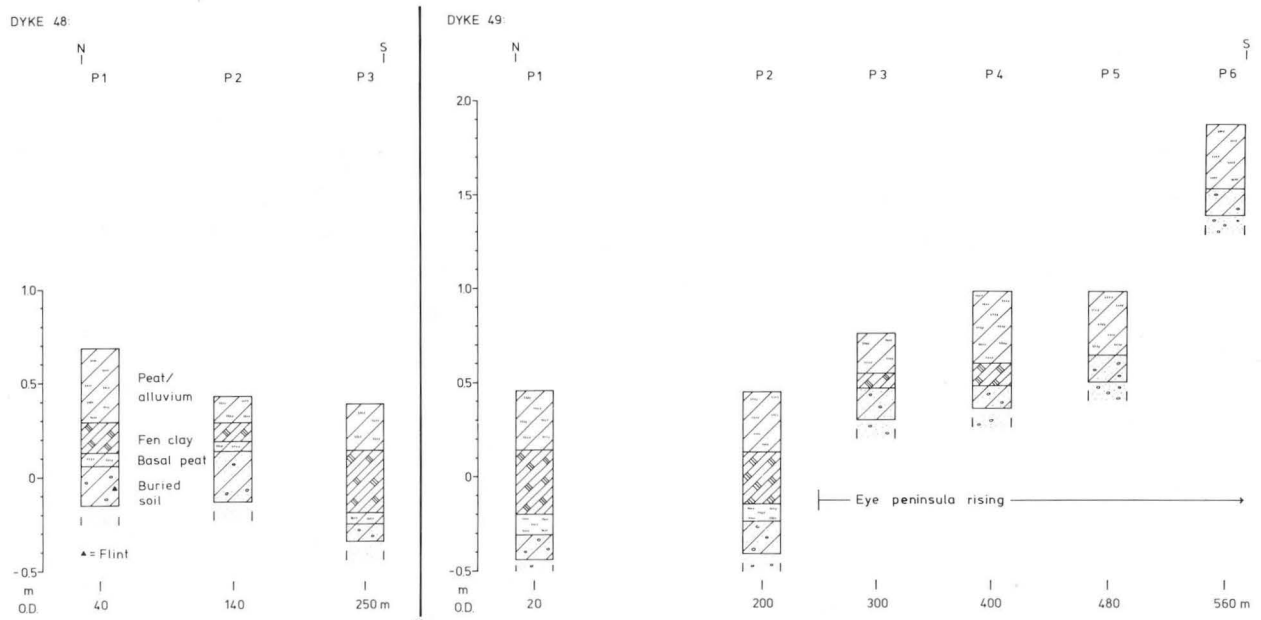 DYKE 48:
N S
P1 P2 P3
1.0
0.5
0
-0.5
m
O.D.
Peat/
alluvium
Fen clay
Basal peat
Buried
soil
▲ = Flint
40 140 250 m
DYKE 49:
N S
P1 P2 P3 P4 P5 P6
2.0
1.5
1.0
0.5
0
-0.5
m
O.D.
Eye peninsula rising
20 200 300 400 480 560 m